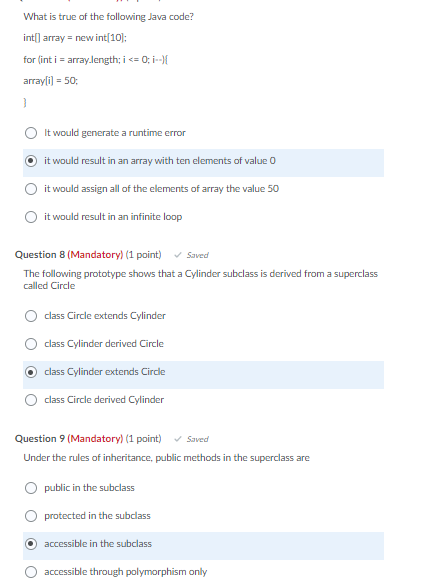 What is true of the following Java code?
int[] array = new int[10];
for (int i = array.length; i <= 0; i--){
array[i] = 50;
}
It would generate a runtime error
it would result in an array with ten elements of value 0
it would assign all of the elements of array the value 50
it would result in an infinite loop
Question 8 (Mandatory) (1 point) ✓ Saved
The following prototype shows that a Cylinder subclass is derived from a superclass
called Circle
class Circle extends Cylinder
class Cylinder derived Circle
class Cylinder extends Circle
class Circle derived Cylinder
Question 9 (Mandatory) (1 point) ✓ Saved
Under the rules of inheritance, public methods in the superclass are
public in the subclass
protected in the subclass
accessible in the subclass
accessible through polymorphism only